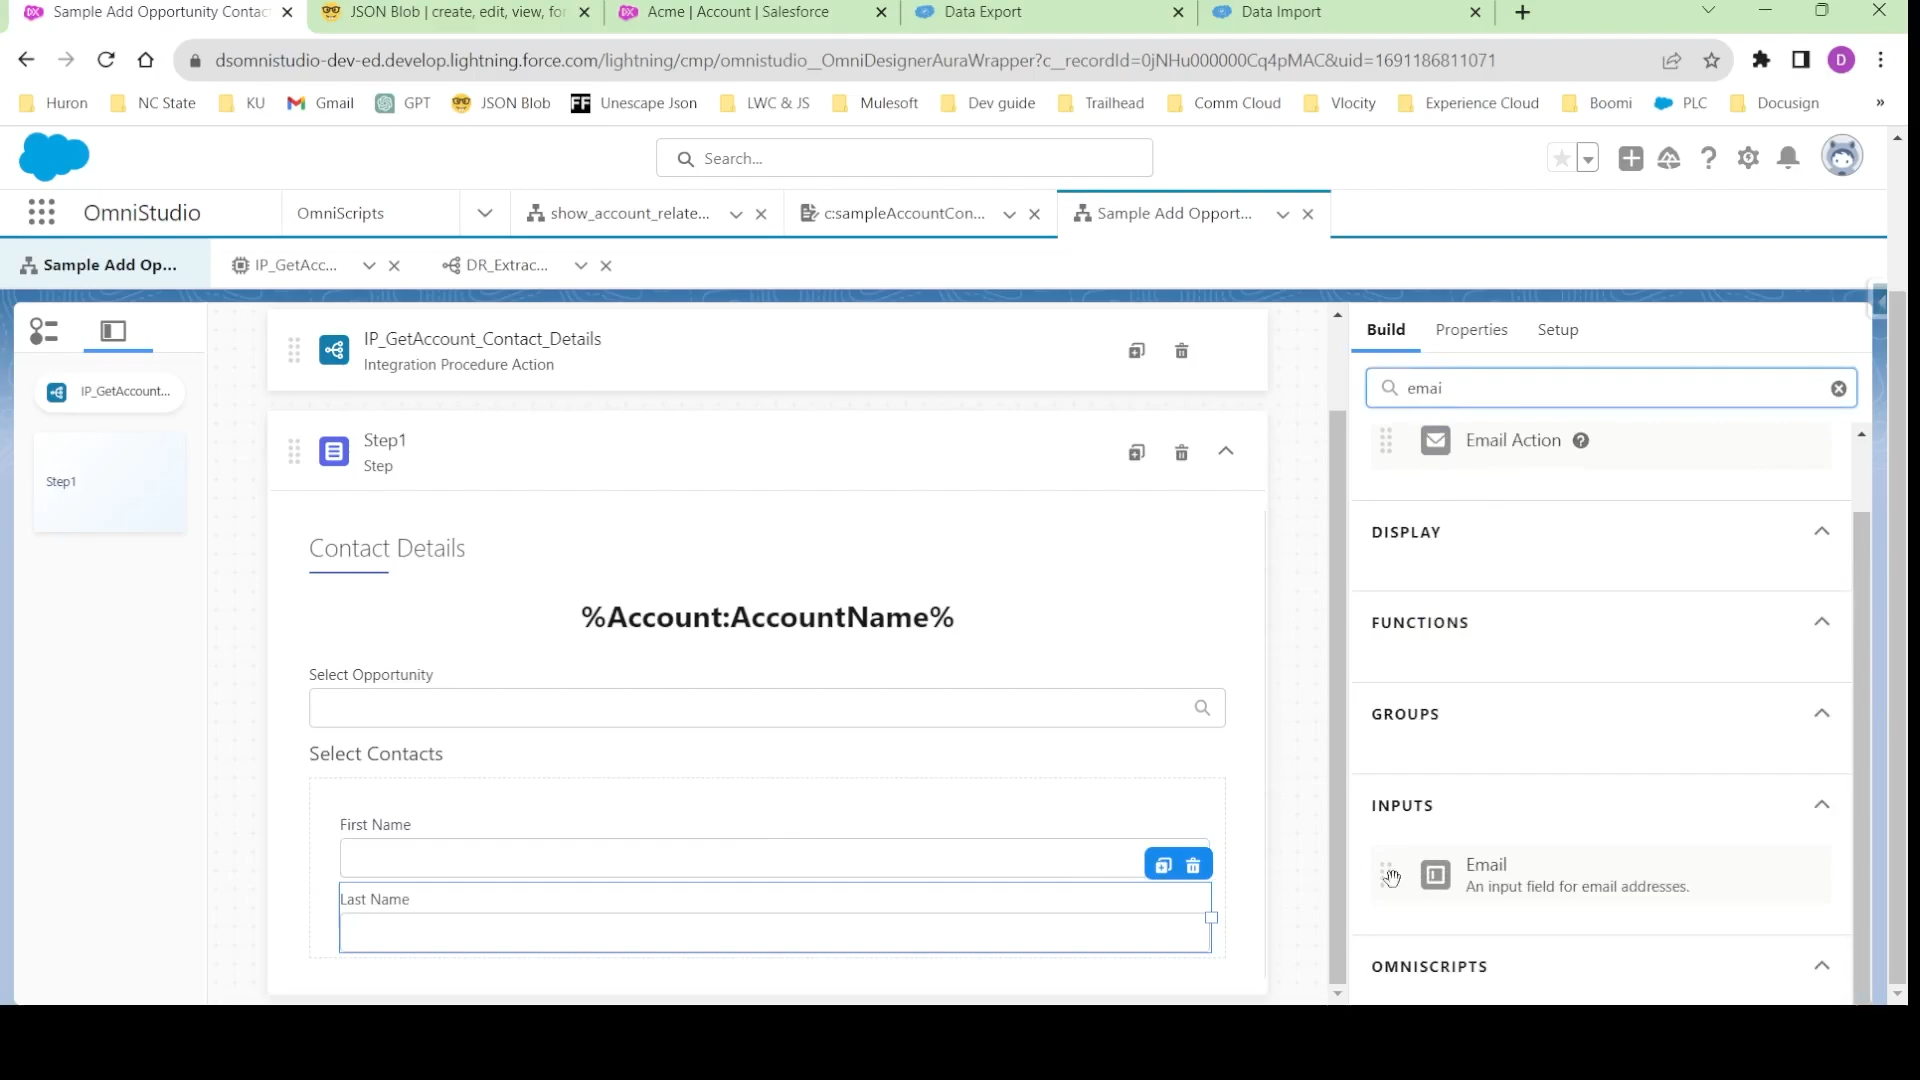 Sample Add Opportunity Contac
JSON Blob | create, edit, view, for
Acme | Account | Salesforce
Data Export
Data Import
dsomnistudio-dev-ed.develop.lightning.force.com/lightning/cmp/omnistudio__OmniDesignerAuraWrapper?c__recordId=0jNHu000000Cq4pMAC&uid=1691186811071
D
Huron
NC State
KU
Gmail
GPT
JSON Blob
FF
Unescape Json
LWC & JS
Mulesoft
Dev guide
Trailhead
Comm Cloud
Vlocity
Experience Cloud
Boomi
PLC
Docusign
»
Search...
OmniStudio
OmniScripts
show_account_relate...
c:sampleAccountCon...
Sample Add Opport...
Sample Add Op...
IP_GetAcc...
DR_Extrac...
IP_GetAccount...
Step1
IP_GetAccount_Contact_Details
Integration Procedure Action
Step1
Step
Contact Details
%Account:AccountName%
Select Opportunity
Select Contacts
First Name
Last Name
Build
Properties
Setup
emai
Email Action
DISPLAY
FUNCTIONS
GROUPS
INPUTS
Email
An input field for email addresses.
OMNISCRIPTS